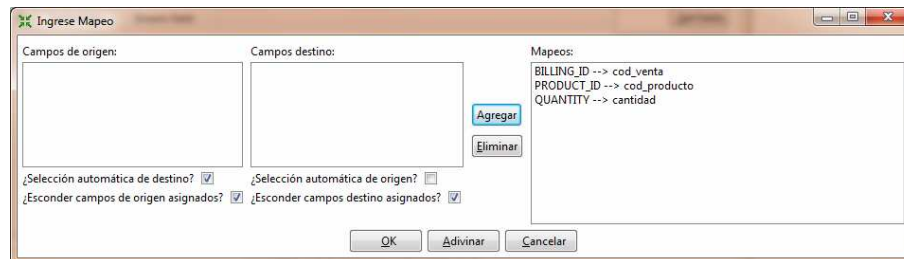 Ingrese Mapeo
Campos de origen:
Campos destino:
Mapeos:
BILLING_ID --> cod_venta
PRODUCT_ID --> cod_producto
QUANTITY --> cantidad
Agregar
Eliminar
¿Selección automática de destino?
¿Selección automática de origen?
¿Esconder campos de origen asignados?
¿Esconder campos destino asignados?
OK
Adivinar
Cancelar